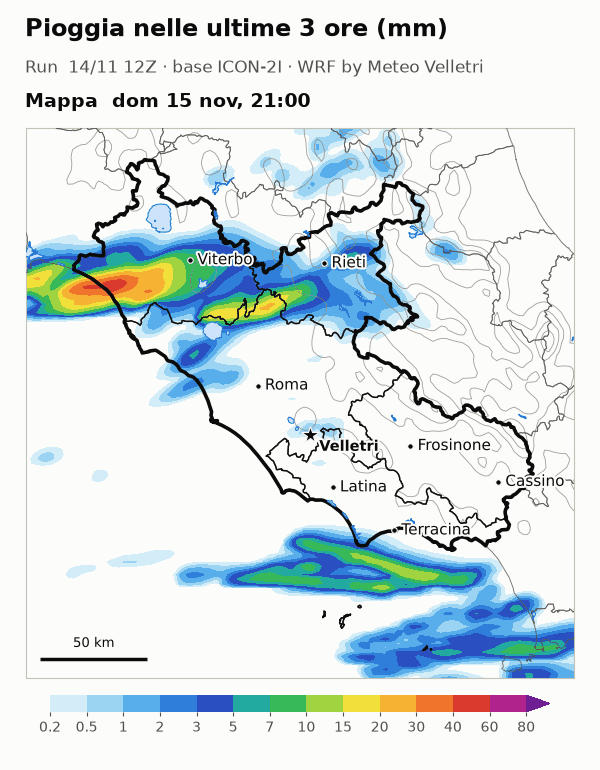 Pioggia nelle ultime 3 ore (mm)
Run  14/11 12Z · base ICON-2I · WRF by Meteo Velletri
Mappa  dom 15 nov, 21:00
Viterbo
Rieti
Roma
Velletri
Frosinone
Latina
Cassino
Terracina
50 km
0.2 0.5 1 2 3 5 7 10 15 20 30 40 60 80